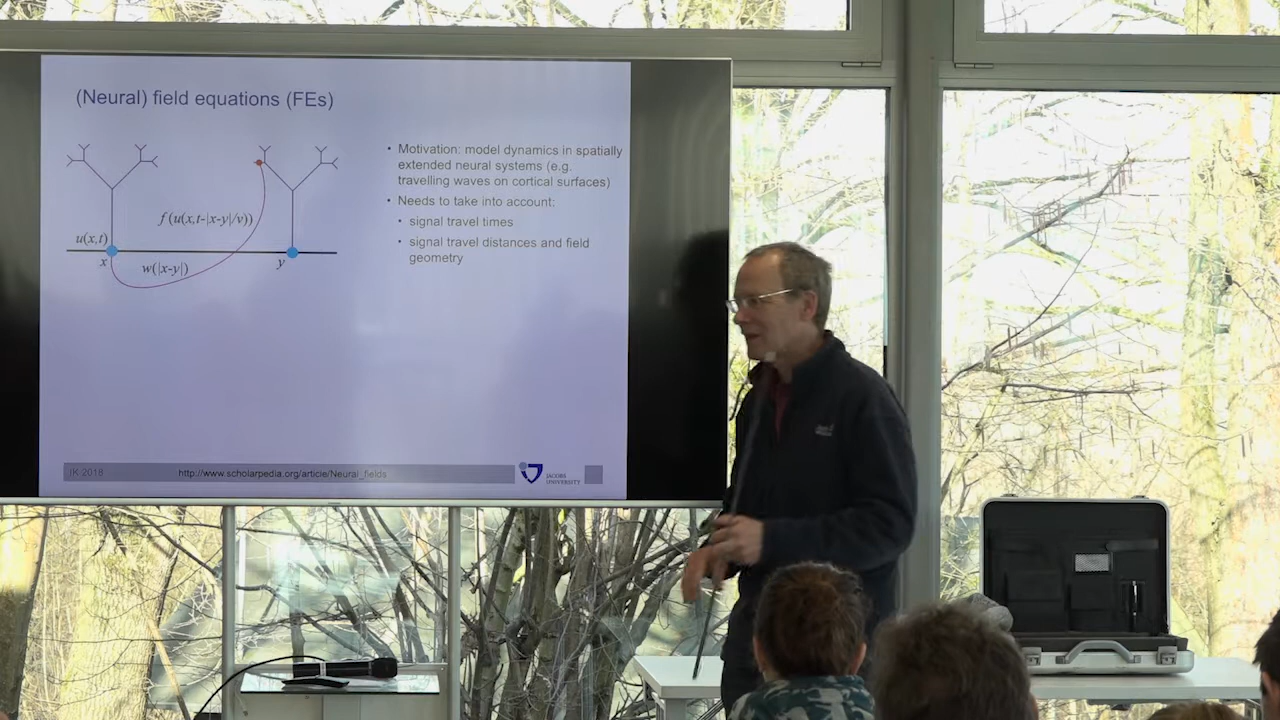 (Neural) field equations (FEs)
• Motivation: model dynamics in spatially
extended neural systems (e.g.
travelling waves on cortical surfaces)
• Needs to take into account:
• signal travel times
• signal travel distances and field
geometry
f(u(x,t-|x-y|/v))
u(x,t)
x
w(|x-y|)
y
IK 2018
http://www.scholarpedia.org/article/Neural_fields
JACOBS
UNIVERSITY